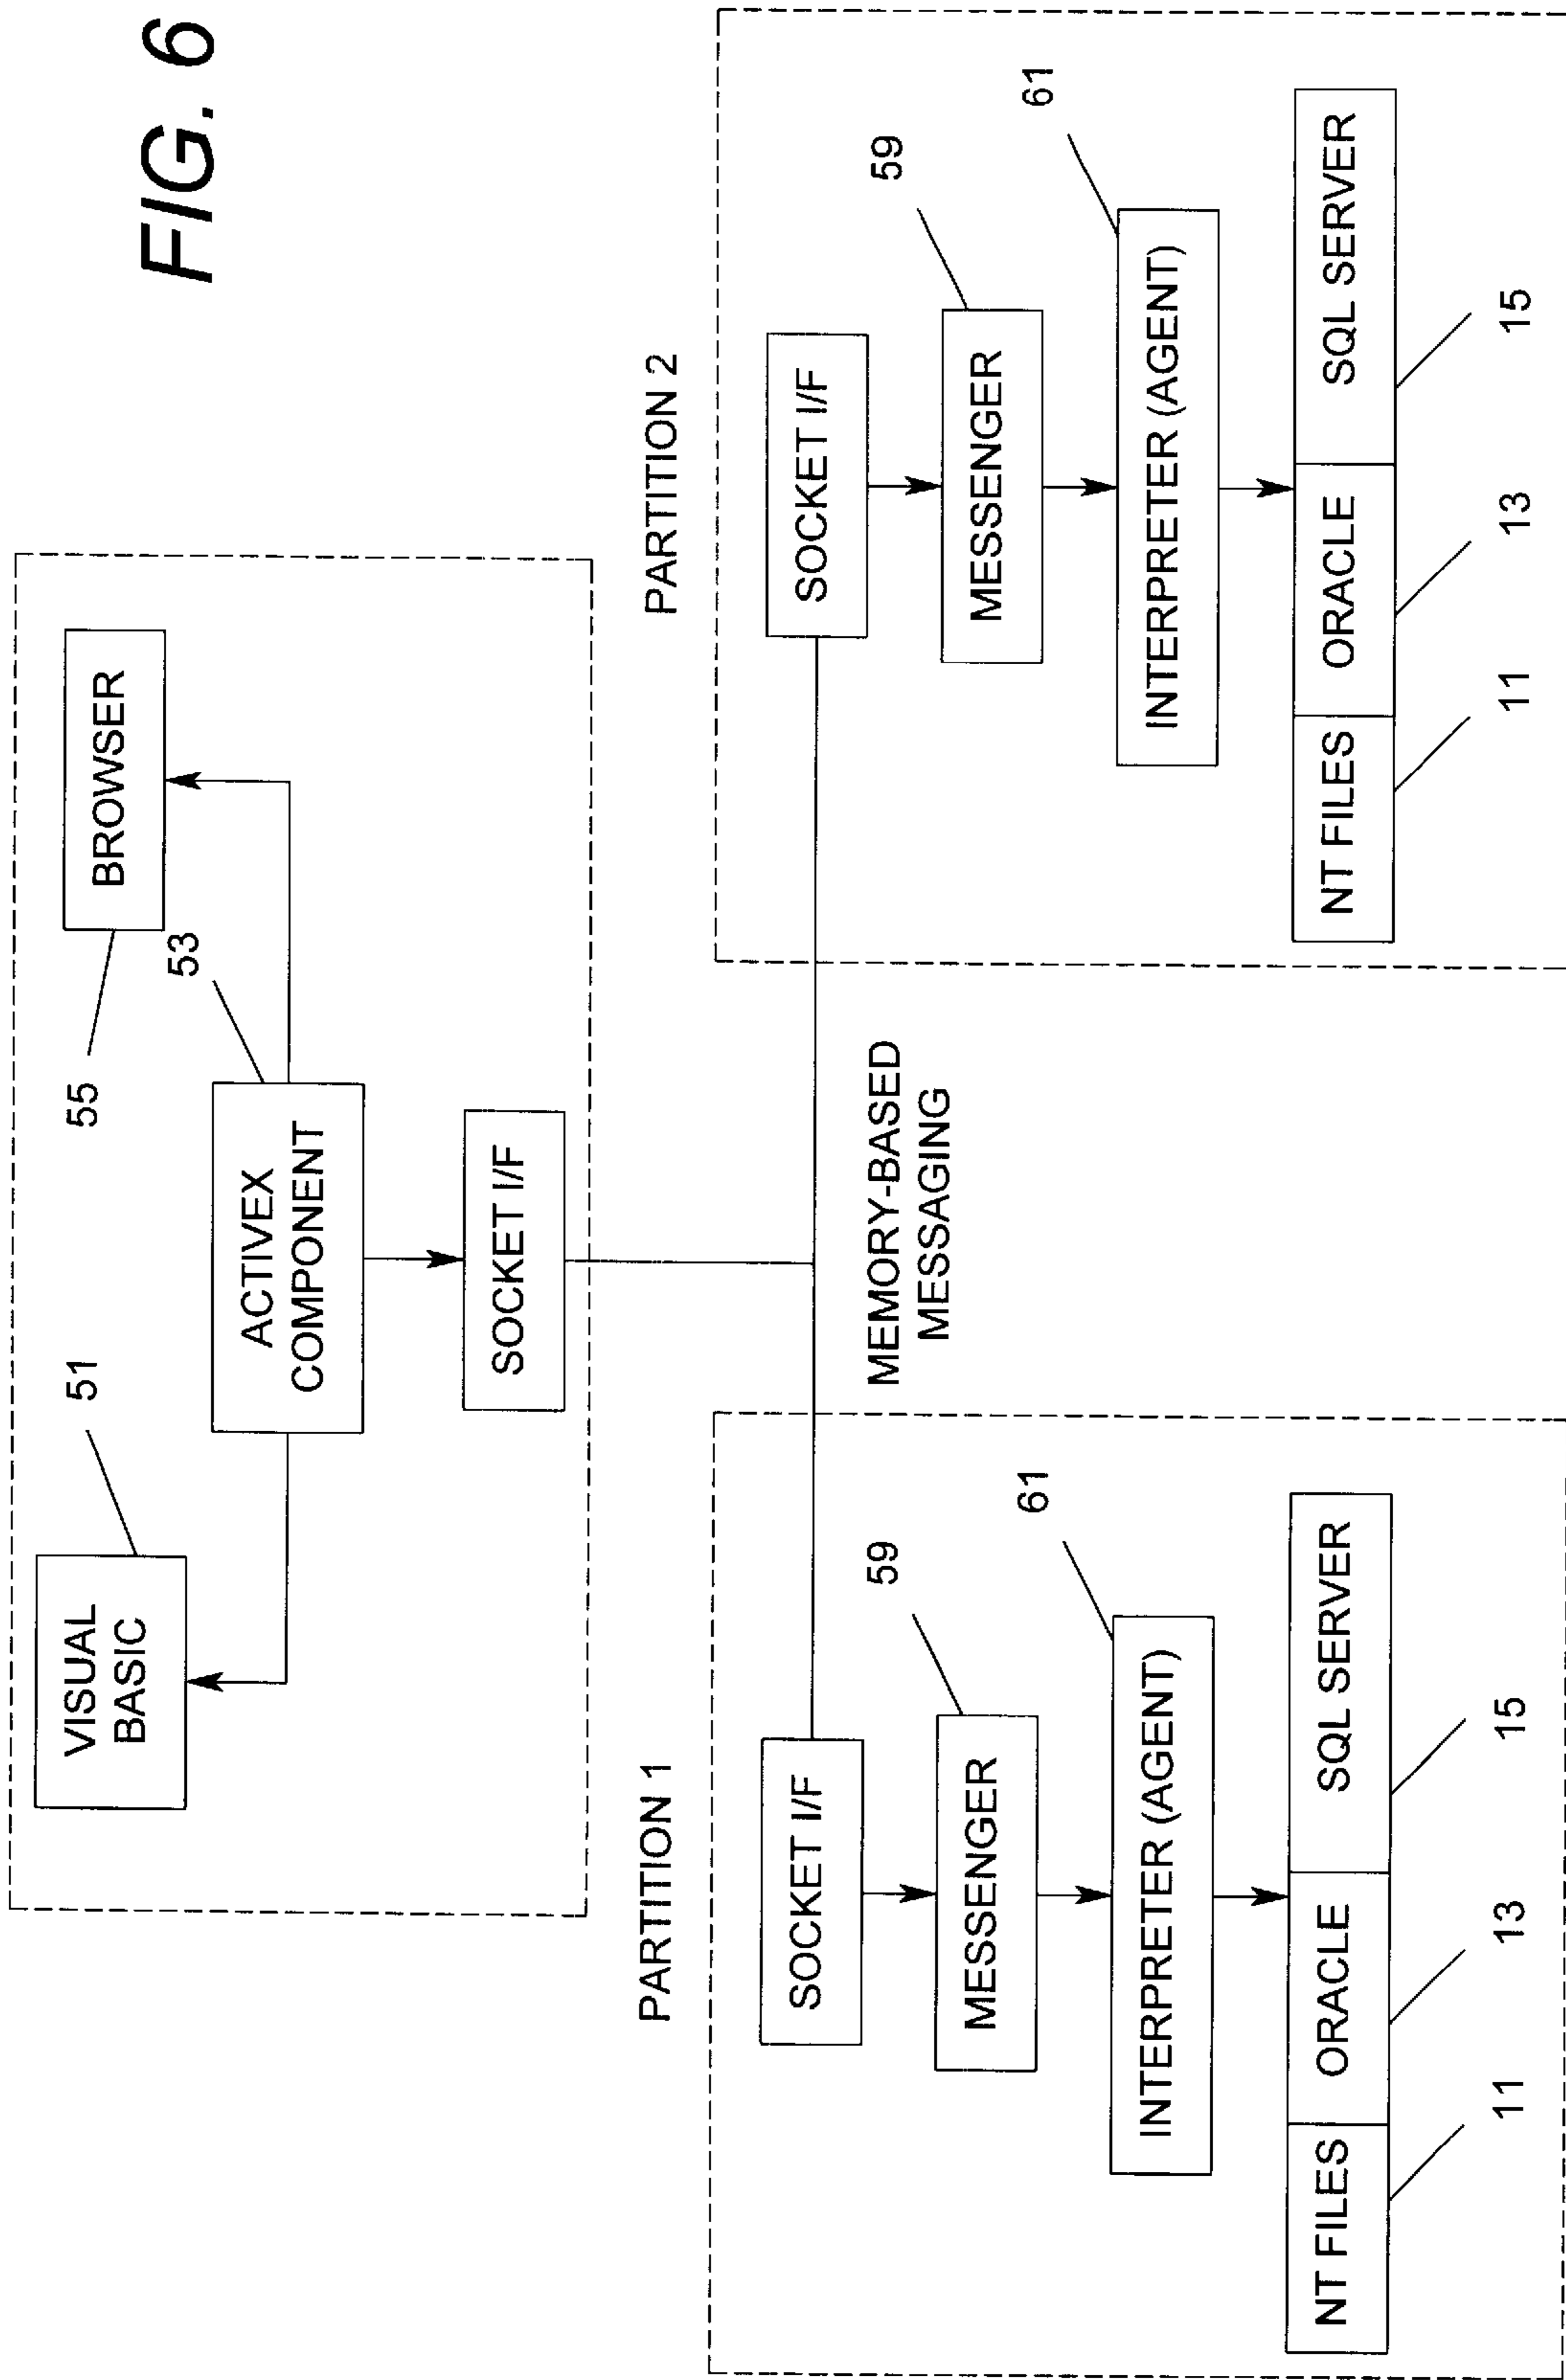 FIG. 6
VISUAL
BASIC
51
BROWSER
55
53
ACTIVEX
COMPONENT
SOCKET I/F
MEMORY-BASED
MESSAGING
PARTITION 1
SOCKET I/F
MESSENGER
59
INTERPRETER (AGENT)
61
NT FILES
ORACLE
SQL SERVER
11
13
15
PARTITION 2
SOCKET I/F
MESSENGER
59
INTERPRETER (AGENT)
61
NT FILES
ORACLE
SQL SERVER
11
13
15